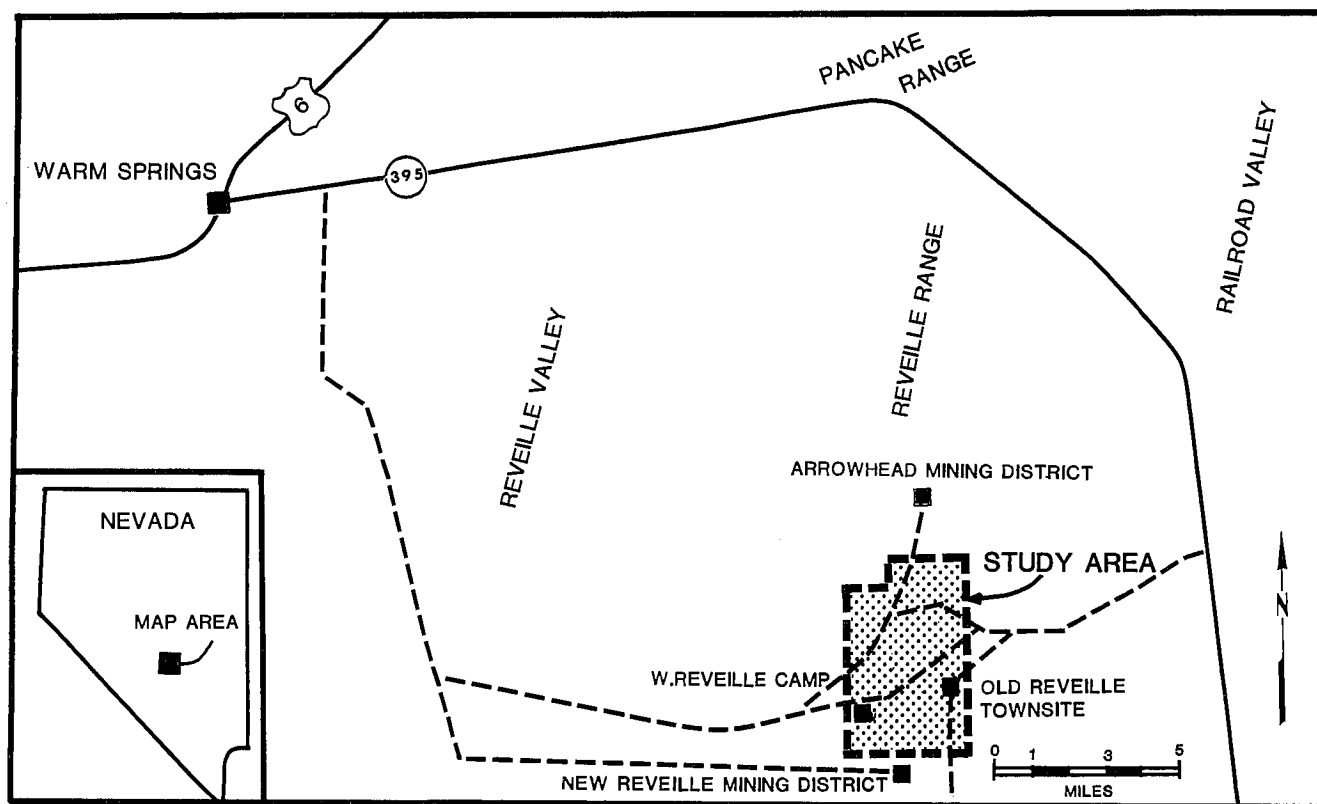 PANCAKE
RANGE
6
WARM SPRINGS
395
RAILROAD VALLEY
REVEILLE RANGE
REVEILLE VALLEY
ARROWHEAD MINING DISTRICT
STUDY AREA
NEVADA
MAP AREA
N
W.REVEILLE CAMP
OLD REVEILLE
TOWNSITE
0 1 3 5
MILES
NEW REVEILLE MINING DISTRICT